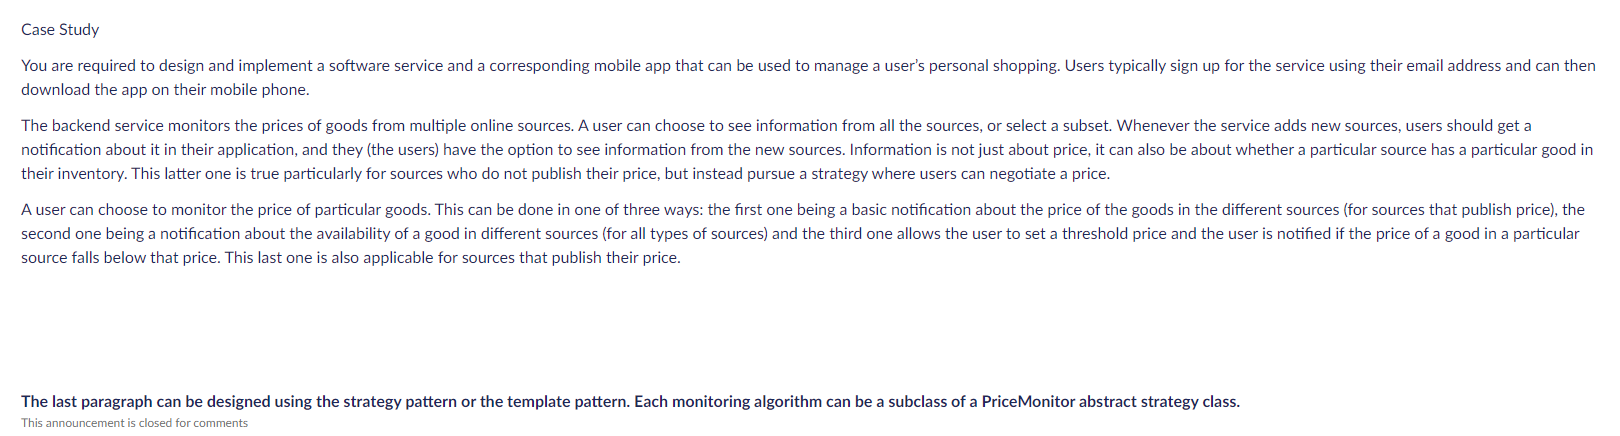 Case Study
You are required to design and implement a software service and a corresponding mobile app that can be used to manage a user's personal shopping. Users typically sign up for the service using their email address and can then
download the app on their mobile phone.
The backend service monitors the prices of goods from multiple online sources. A user can choose to see information from all the sources, or select a subset. Whenever the service adds new sources, users should get a
notification about it in their application, and they (the users) have the option to see information from the new sources. Information is not just about price, it can also be about whether a particular source has a particular good in
their inventory. This latter one is true particularly for sources who do not publish their price, but instead pursue a strategy where users can negotiate a price.
A user can choose to monitor the price of particular goods. This can be done in one of three ways: the first one being a basic notification about the price of the goods in the different sources (for sources that publish price), the
second one being a notification about the availability of a good in different sources (for all types of sources) and the third one allows the user to set a threshold price and the user is notified if the price of a good in a particular
source falls below that price. This last one is also applicable for sources that publish their price.
The last paragraph can be designed using the strategy pattern or the template pattern. Each monitoring algorithm can be a subclass of a PriceMonitor abstract strategy class.
This announcement is closed for comments